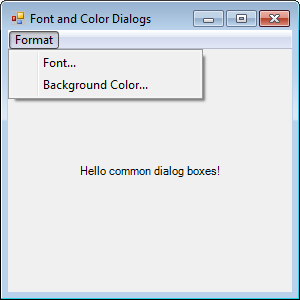 Font and Color Dialogs
Format
Font...
Background Color...
Hello common dialog boxes!